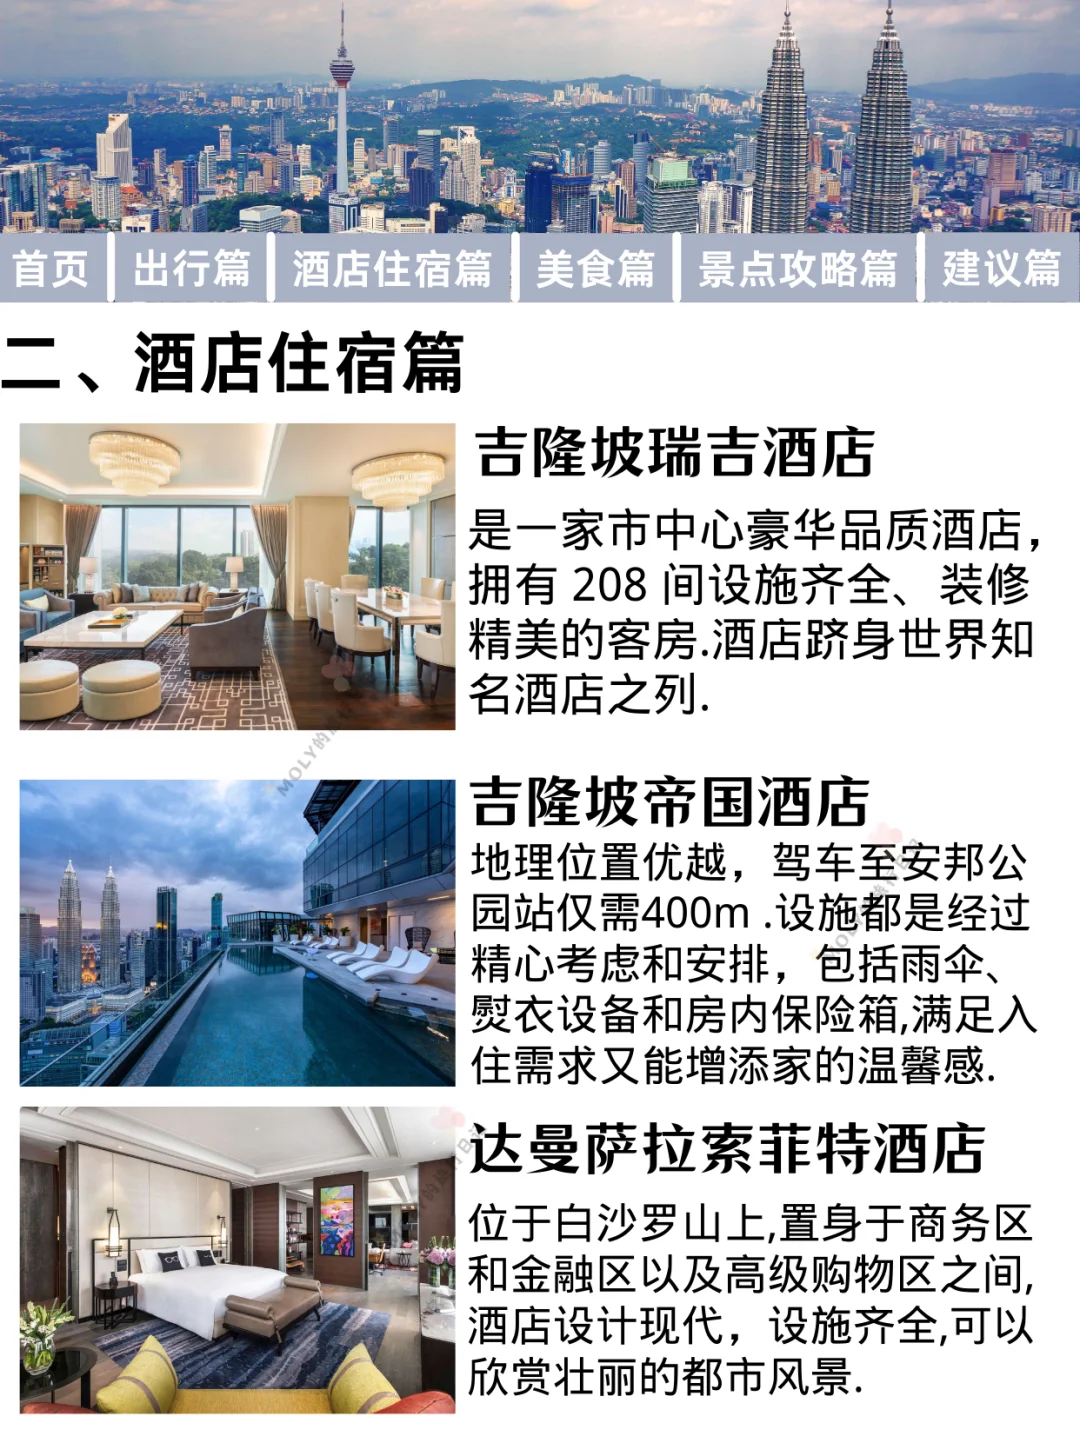 首页
出行篇
酒店住宿篇
美食篇
景点攻略篇
建议篇
二、酒店住宿篇
吉隆坡瑞吉酒店
是一家市中心豪华品质酒店，
拥有 208 间设施齐全、装修
精美的客房.酒店跻身世界知
名酒店之列.
吉隆坡帝国酒店
地理位置优越，驾车至安邦公
园站仅需400m .设施都是经过
精心考虑和安排，包括雨伞、
熨衣设备和房内保险箱,满足入
住需求又能增添家的温馨感.
达曼萨拉索菲特酒店
位于白沙罗山上,置身于商务区
和金融区以及高级购物区之间,
酒店设计现代，设施齐全,可以
欣赏壮丽的都市风景.
MOLY的